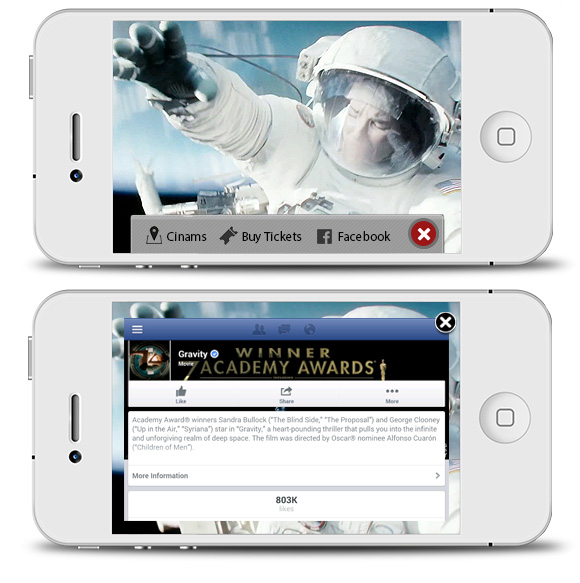 Cinams
Buy Tickets
Facebook
Gravity
Movie
WINNER
7 ACADEMY AWARDS®
Like
Share
More
Academy Award® winners Sandra Bullock ("The Blind Side," "The Proposal") and George Clooney
("Up in the Air," "Syriana") star in "Gravity," a heart-pounding thriller that pulls you into the infinite
and unforgiving realm of deep space. The film was directed by Oscar® nominee Alfonso Cuarón
("Children of Men").
More Information
803K
likes